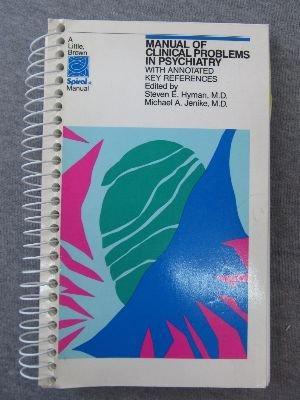 A
Little,
Brown
Spiral®
Manual
MANUAL OF
CLINICAL PROBLEMS
IN PSYCHIATRY
WITH ANNOTATED
KEY REFERENCES
Edited by
Steven E. Hyman, M.D.
Michael A. Jenike, M.D.